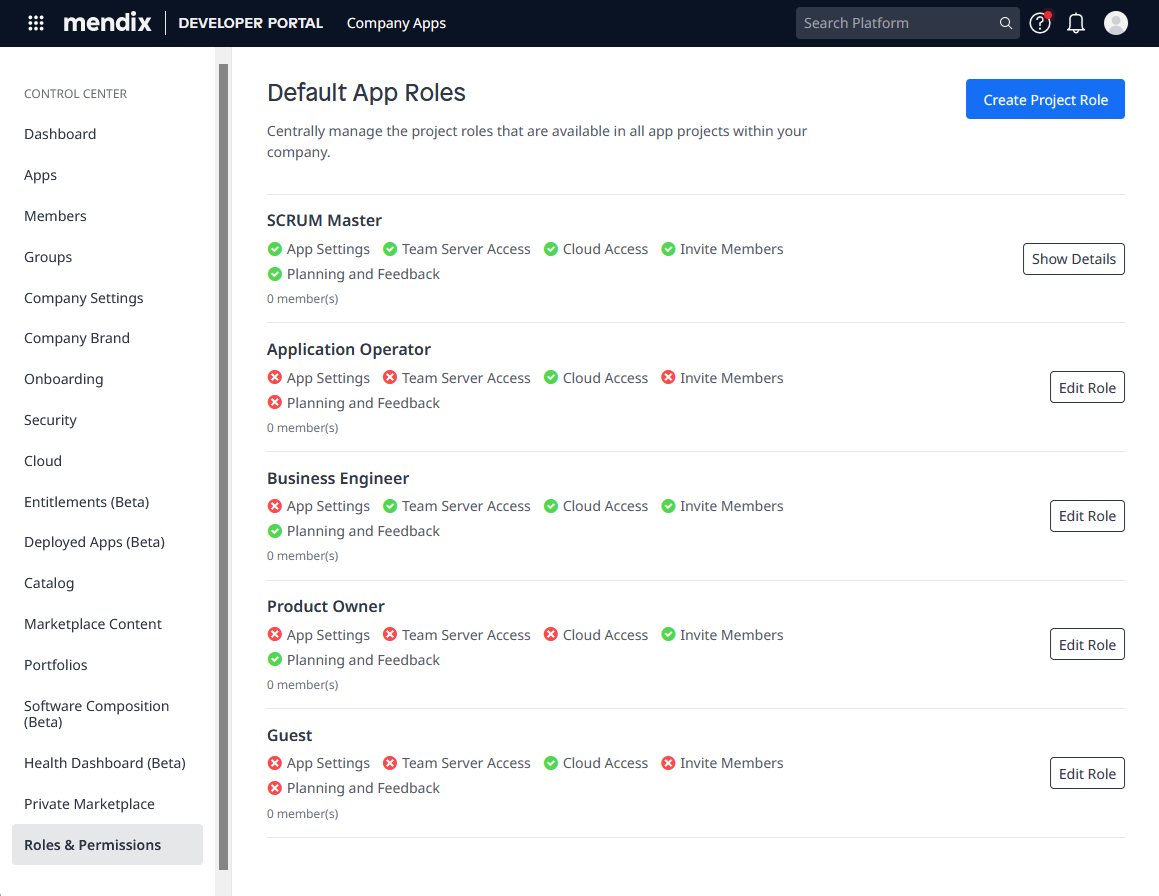 mendix DEVELOPER PORTAL Company Apps Search Platform
CONTROL CENTER
Dashboard
Apps
Members
Groups
Company Settings
Company Brand
Onboarding
Security
Cloud
Entitlements (Beta)
Deployed Apps (Beta)
Catalog
Marketplace Content
Portfolios
Software Composition
(Beta)
Health Dashboard (Beta)
Private Marketplace
Roles & Permissions
Default App Roles
Create Project Role
Centrally manage the project roles that are available in all app projects within your
company.
SCRUM Master
App Settings Team Server Access Cloud Access Invite Members
Planning and Feedback
0 member(s)
Show Details
Application Operator
App Settings Team Server Access Cloud Access Invite Members
Planning and Feedback
0 member(s)
Edit Role
Business Engineer
App Settings Team Server Access Cloud Access Invite Members
Planning and Feedback
0 member(s)
Edit Role
Product Owner
App Settings Team Server Access Cloud Access Invite Members
Planning and Feedback
0 member(s)
Edit Role
Guest
App Settings Team Server Access Cloud Access Invite Members
Planning and Feedback
0 member(s)
Edit Role